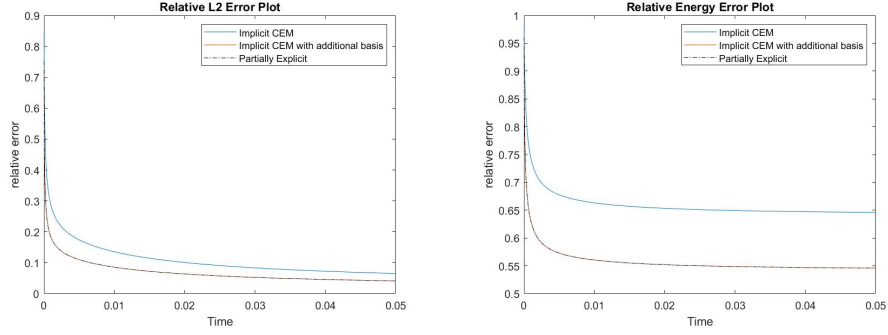 Relative L2 Error Plot
0.9
0.8
0.7
0.6
0.5
0.4
0.3
0.2
0.1
0
relative error
0
0.01
0.02
0.03
0.04
0.05
Time
Implicit CEM
Implicit CEM with additional basis
Partially Explicit
Relative Energy Error Plot
1
0.95
0.9
0.85
0.8
0.75
0.7
0.65
0.6
0.55
0.5
relative error
0
0.01
0.02
0.03
0.04
0.05
Time
Implicit CEM
Implicit CEM with additional basis
Partially Explicit